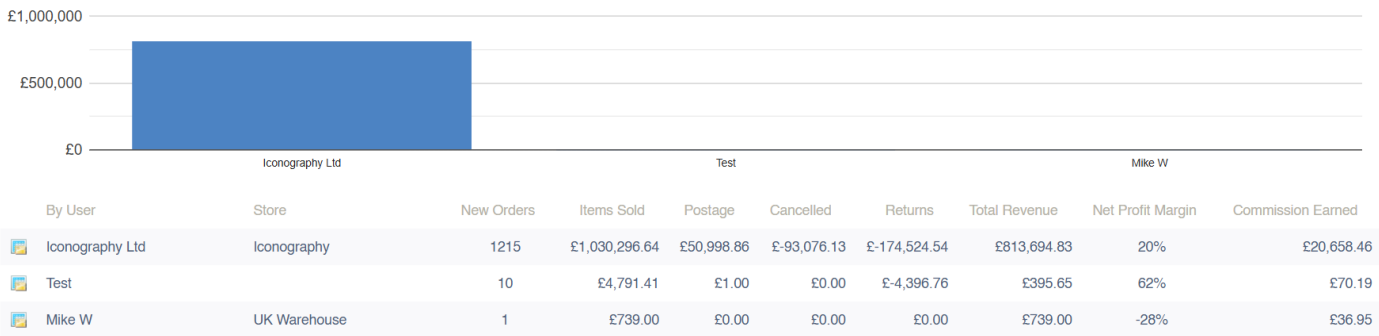 £1,000,000
£500,000
£0
Iconography Ltd Test Mike W
By User Store New Orders Items Sold Postage Cancelled Returns Total Revenue Net Profit Margin Commission Earned
Iconography Ltd Iconography 1215 £1,030,296.64 £50,998.86 £-93,076.13 £-174,524.54 £813,694.83 20% £20,658.46
Test 10 £4,791.41 £1.00 £0.00 £-4,396.76 £395.65 62% £70.19
Mike W UK Warehouse 1 £739.00 £0.00 £0.00 £0.00 £739.00 -28% £36.95